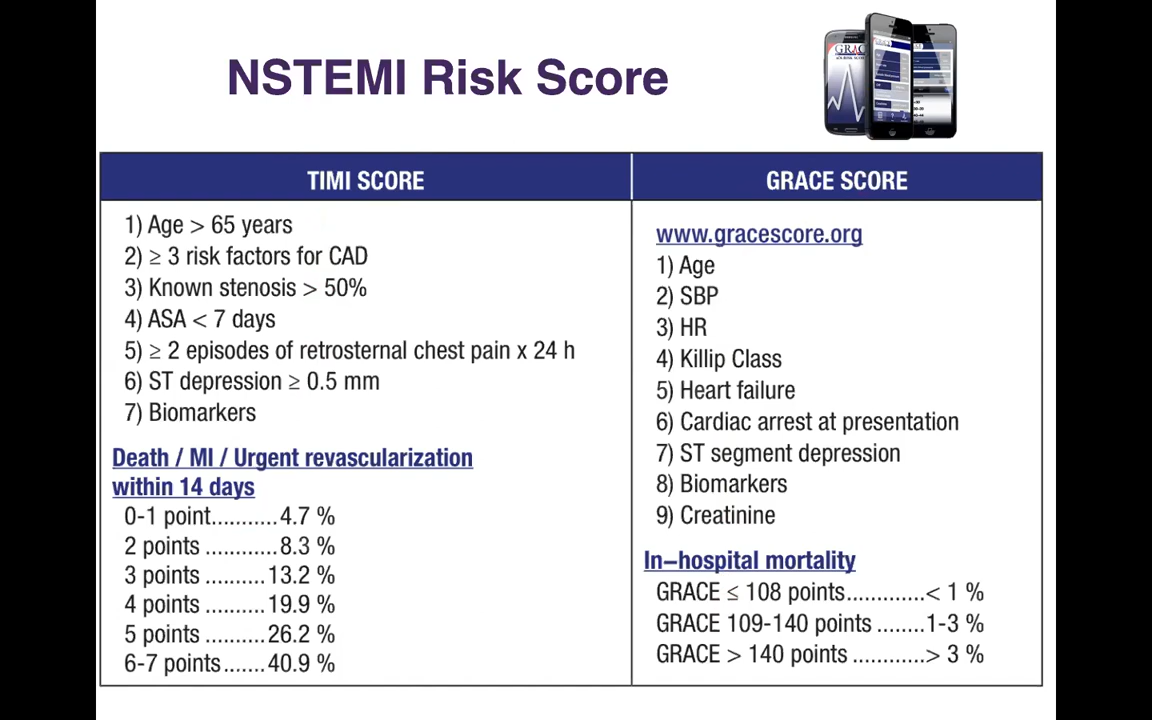 NSTEMI Risk Score
TIMI SCORE
1) Age > 65 years
2) ≥ 3 risk factors for CAD
3) Known stenosis > 50%
4) ASA < 7 days
5) ≥ 2 episodes of retrosternal chest pain x 24 h
6) ST depression ≥ 0.5 mm
7) Biomarkers
Death / MI / Urgent revascularization
within 14 days
0-1 point...........4.7 %
2 points ............8.3 %
3 points ..........13.2 %
4 points ..........19.9 %
5 points ..........26.2 %
6-7 points.......40.9 %
GRACE SCORE
www.gracescore.org
1) Age
2) SBP
3) HR
4) Killip Class
5) Heart failure
6) Cardiac arrest at presentation
7) ST segment depression
8) Biomarkers
9) Creatinine
In–hospital mortality
GRACE ≤ 108 points.............< 1 %
GRACE 109-140 points ........1-3 %
GRACE > 140 points ............> 3 %